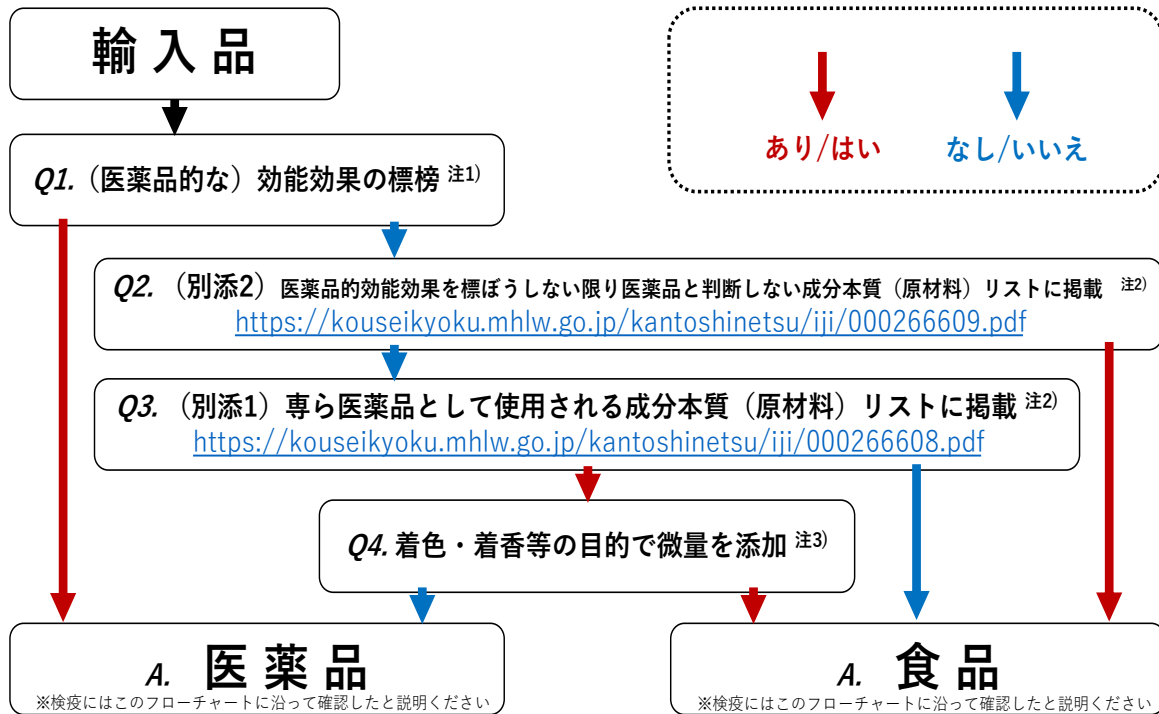 輸入品
あり/はい
なし/いいえ
Q1.（医薬品的な）効能効果の標榜 注1)
Q2. （別添2）医薬品的効能効果を標ぼうしない限り医薬品と判断しない成分本質（原材料）リストに掲載 注2)
https://kouseikyoku.mhlw.go.jp/kantoshinetsu/iji/000266609.pdf
Q3. （別添1）専ら医薬品として使用される成分本質（原材料）リストに掲載 注2)
https://kouseikyoku.mhlw.go.jp/kantoshinetsu/iji/000266608.pdf
Q4. 着色・着香等の目的で微量を添加 注3)
A. 医薬品
※検疫にはこのフローチャートに沿って確認したと説明ください
A. 食品
※検疫にはこのフローチャートに沿って確認したと説明ください